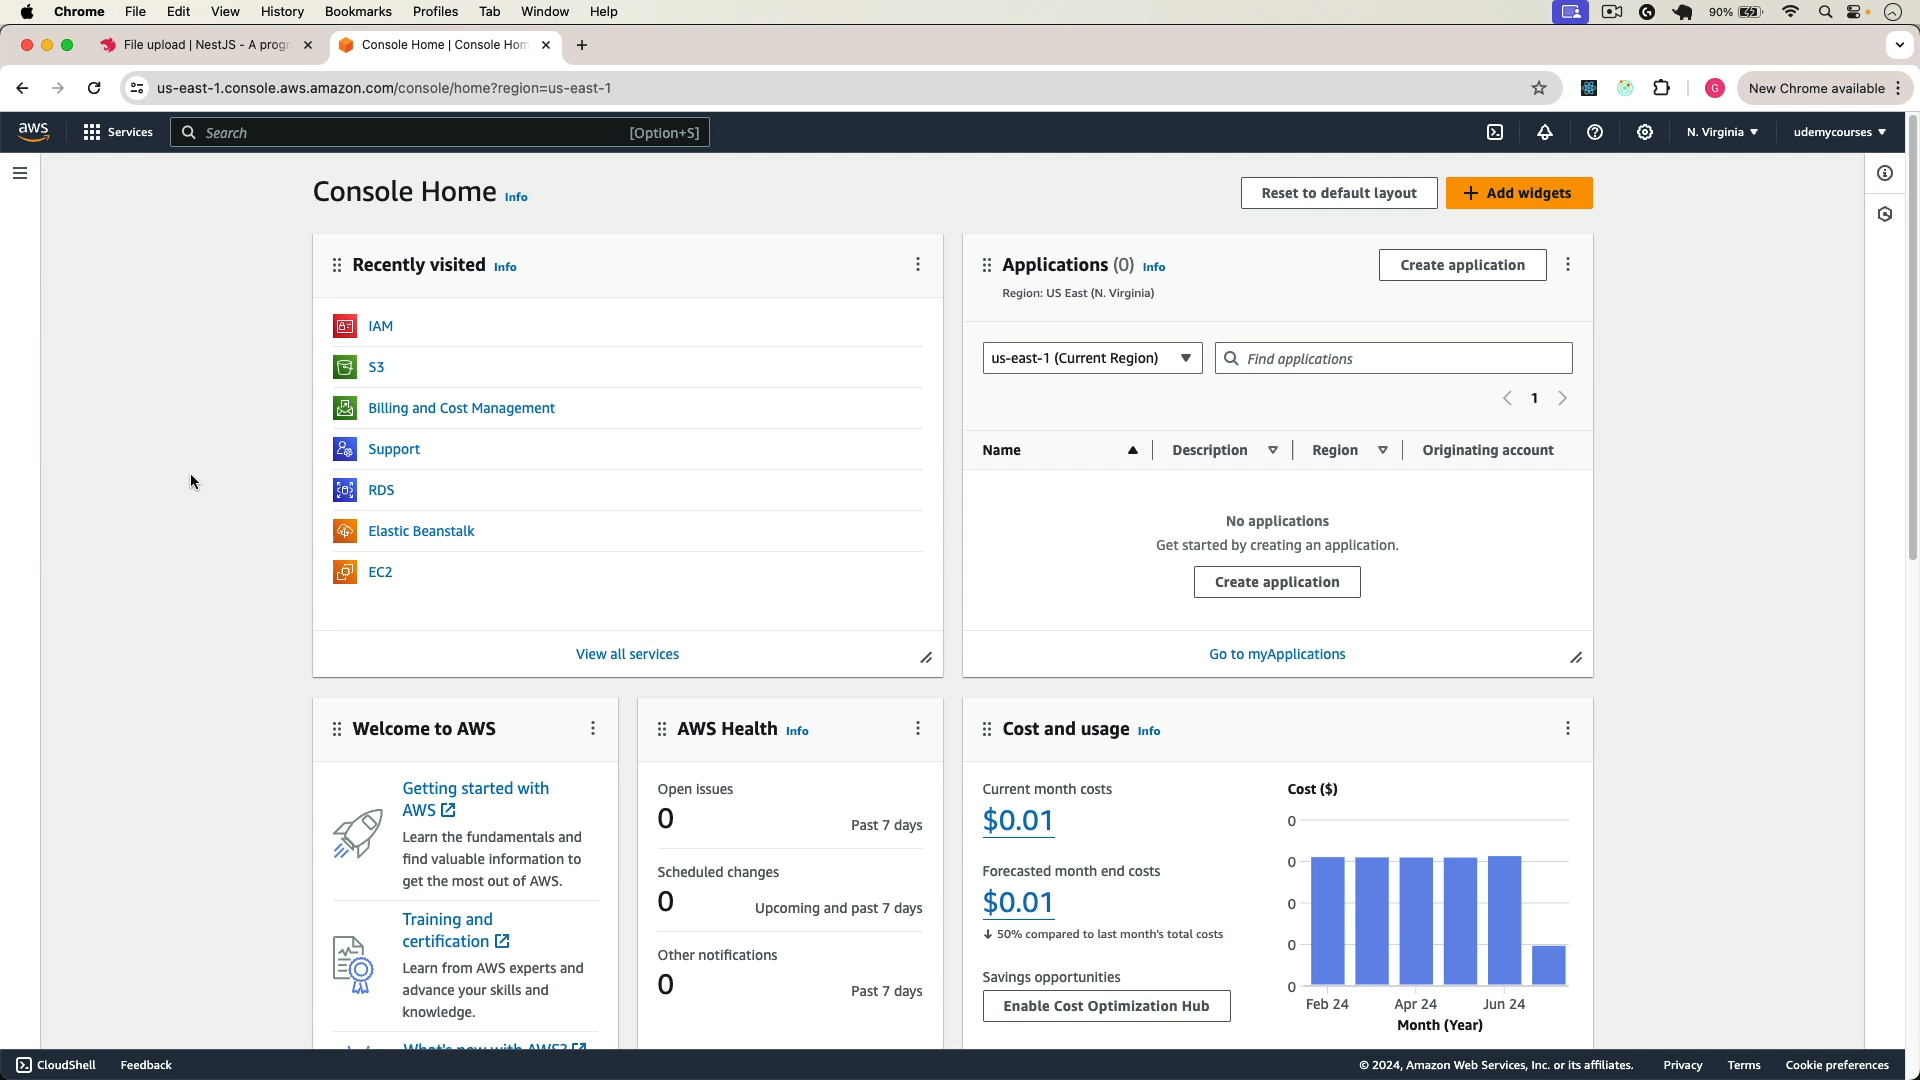 Chrome File Edit View History Bookmarks Profiles Tab Window Help 90%
File upload | NestJS - A progr
Console Home | Console Hom
us-east-1.console.aws.amazon.com/console/home?region=us-east-1
G
New Chrome available
aws
Services
Search [Option+S]
N. Virginia
udemycourses
Console Home Info
Reset to default layout
Add widgets
Recently visited Info
IAM
S3
Billing and Cost Management
Support
RDS
Elastic Beanstalk
EC2
View all services
Applications (0) Info
Region: US East (N. Virginia)
Create application
us-east-1 (Current Region)
Find applications
1
Name Description Region Originating account
No applications
Get started by creating an application.
Create application
Go to myApplications
Welcome to AWS
Getting started with
AWS
Learn the fundamentals and
find valuable information to
get the most out of AWS.
Training and
certification
Learn from AWS experts and
advance your skills and
knowledge.
What's new with AWS?
AWS Health Info
Open issues
0
Past 7 days
Scheduled changes
0
Upcoming and past 7 days
Other notifications
0
Past 7 days
Cost and usage Info
Current month costs
$0.01
Forecasted month end costs
$0.01
50% compared to last month's total costs
Savings opportunities
Enable Cost Optimization Hub
Cost ($)
0
0
0
0
0
Feb 24 Apr 24 Jun 24
Month (Year)
CloudShell Feedback
© 2024, Amazon Web Services, Inc. or its affiliates. Privacy Terms Cookie preferences